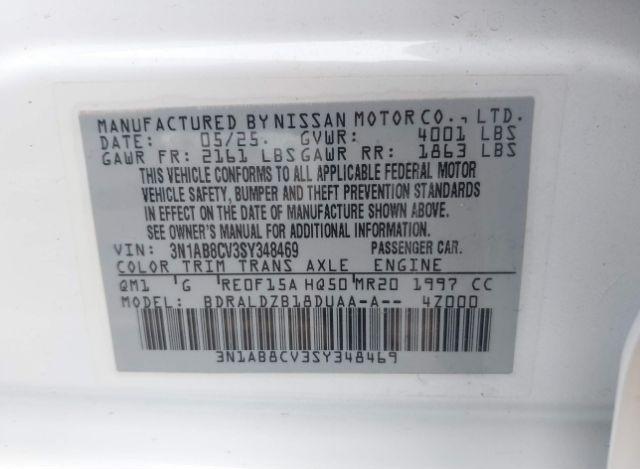 MANUFACTURED BY NISSAN MOTOR CO., LTD.
DATE: 05/25. GVWR: 4001 LBS
GAWR FR: 2161 LBS GAWR RR: 1863 LBS
THIS VEHICLE CONFORMS TO ALL APPLICABLE FEDERAL MOTOR
VEHICLE SAFETY, BUMPER AND THEFT PREVENTION STANDARDS
IN EFFECT ON THE DATE OF MANUFACTURE SHOWN ABOVE.
SEE OWNER'S MANUAL FOR ADDITIONAL INFORMATION.
VIN: 3N1AB8CV3SY348469 PASSENGER CAR.
COLOR TRIM TRANS AXLE ENGINE
QM1 G RE0F15A HQ50 MR20 1997 CC
MODEL: BDRALDZB18DUAA-A-- 4Z000
3N1AB8CV3SY348469